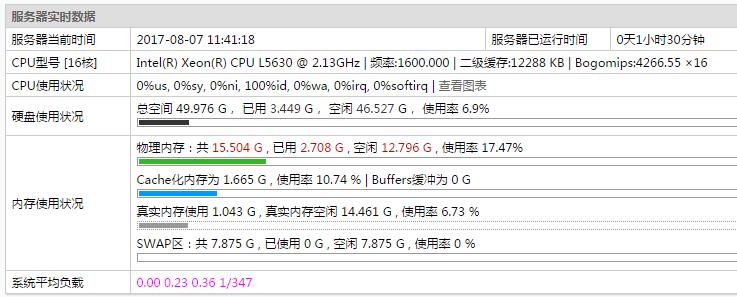 服务器实时数据
服务器当前时间 2017-08-07 11:41:18 服务器已运行时间 0天1小时30分钟
CPU型号 [16核] Intel(R) Xeon(R) CPU L5630 @ 2.13GHz | 频率:1600.000 | 二级缓存:12288 KB | Bogomips:4266.55 ×16
CPU使用状况 0%us, 0%sy, 0%ni, 100%id, 0%wa, 0%irq, 0%softirq | 查看图表
硬盘使用状况 总空间 49.976 G， 已用 3.449 G， 空闲 46.527 G， 使用率 6.9%
内存使用状况
物理内存：共 15.504 G , 已用 2.708 G , 空闲 12.796 G , 使用率 17.47%
Cache化内存为 1.665 G , 使用率 10.74 % | Buffers缓冲为 0 G
真实内存使用 1.043 G , 真实内存空闲 14.461 G , 使用率 6.73 %
SWAP区：共 7.875 G , 已使用 0 G , 空闲 7.875 G , 使用率 0 %
系统平均负载 0.00 0.23 0.36 1/347